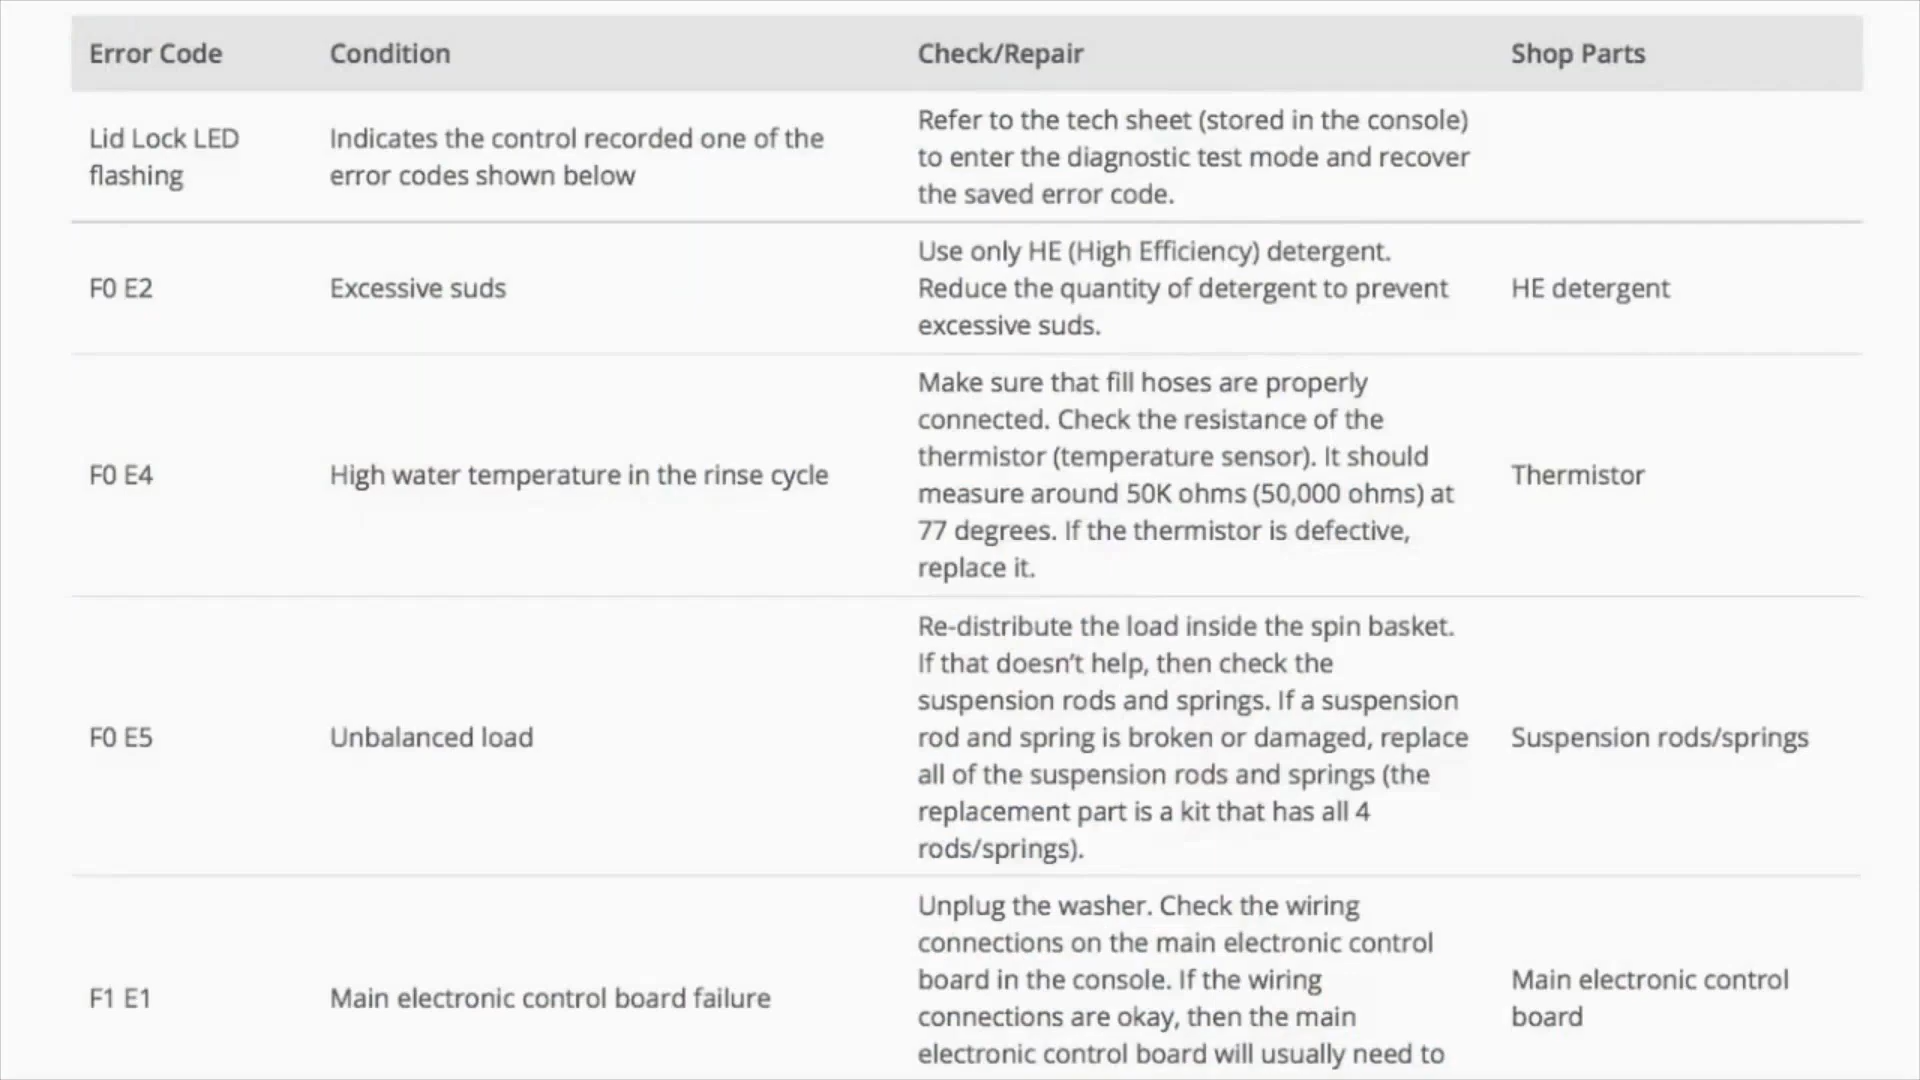 Error Code Condition Check/Repair Shop Parts
Lid Lock LED
flashing
Indicates the control recorded one of the
error codes shown below
Refer to the tech sheet (stored in the console)
to enter the diagnostic test mode and recover
the saved error code.
F0 E2
Excessive suds
Use only HE (High Efficiency) detergent.
Reduce the quantity of detergent to prevent
excessive suds.
HE detergent
F0 E4
High water temperature in the rinse cycle
Make sure that fill hoses are properly
connected. Check the resistance of the
thermistor (temperature sensor). It should
measure around 50K ohms (50,000 ohms) at
77 degrees. If the thermistor is defective,
replace it.
Thermistor
F0 E5
Unbalanced load
Re-distribute the load inside the spin basket.
If that doesn't help, then check the
suspension rods and springs. If a suspension
rod and spring is broken or damaged, replace
all of the suspension rods and springs (the
replacement part is a kit that has all 4
rods/springs).
Suspension rods/springs
F1 E1
Main electronic control board failure
Unplug the washer. Check the wiring
connections on the main electronic control
board in the console. If the wiring
connections are okay, then the main
electronic control board will usually need to
Main electronic control
board